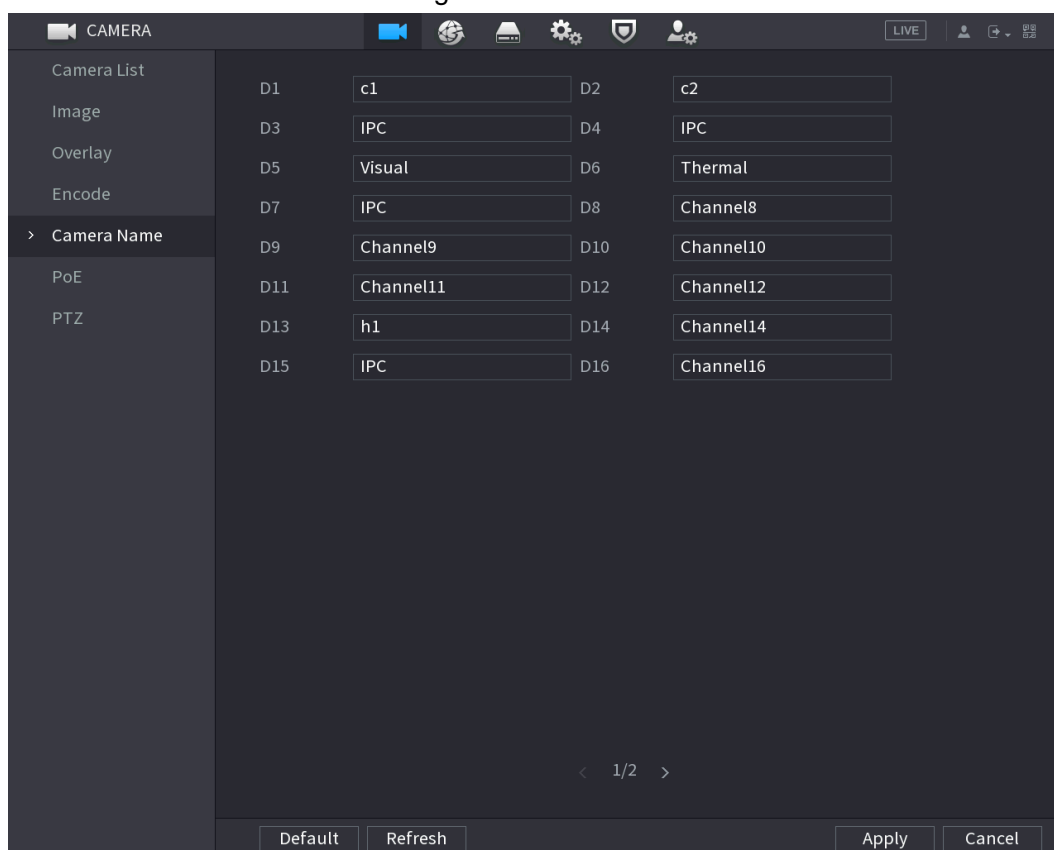 CAMERA LIVE
Camera List
Image
Overlay
Encode
> Camera Name
PoE
PTZ
D1 c1 D2 c2
D3 IPC D4 IPC
D5 Visual D6 Thermal
D7 IPC D8 Channel8
D9 Channel9 D10 Channel10
D11 Channel11 D12 Channel12
D13 h1 D14 Channel14
D15 IPC D16 Channel16
< 1/2 >
Default Refresh Apply Cancel